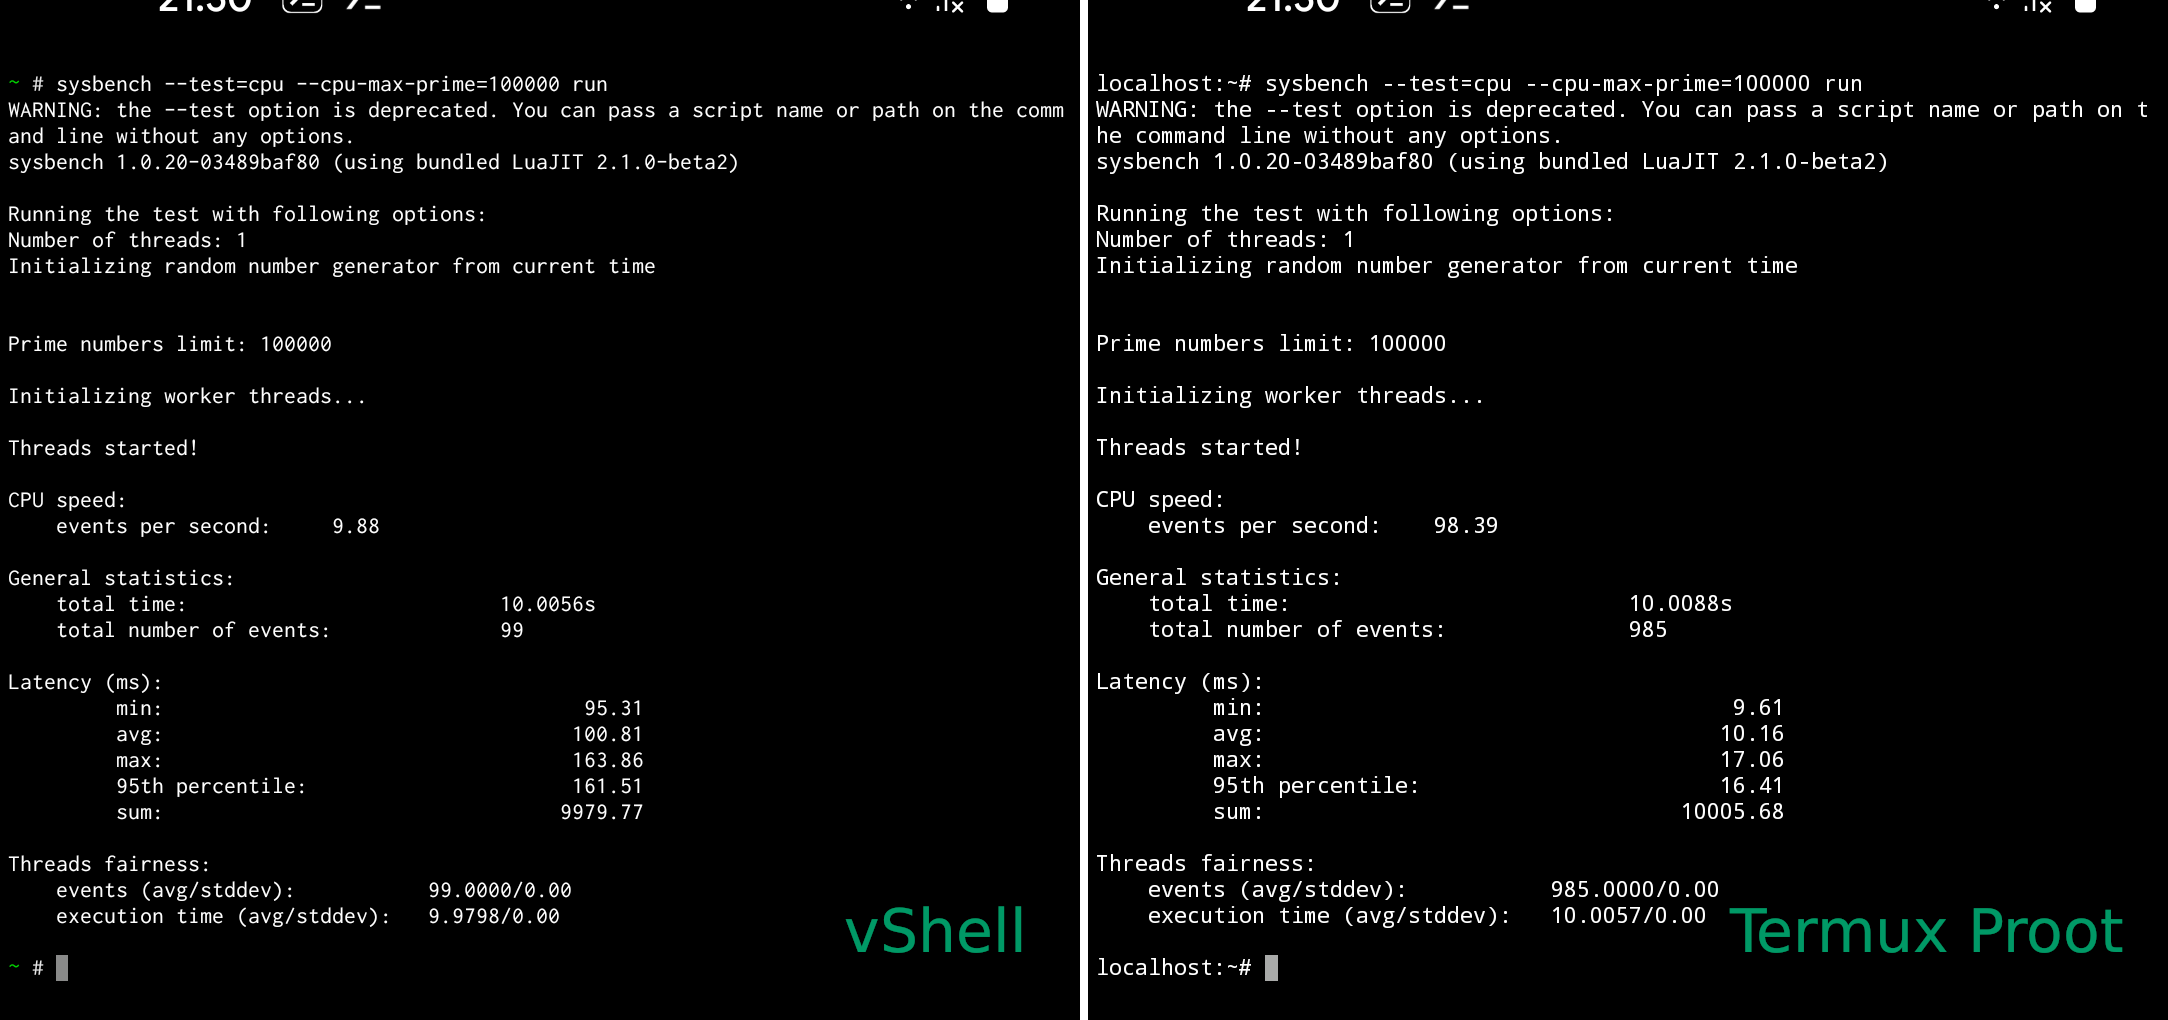 ~ # sysbench --test=cpu --cpu-max-prime=100000 run
WARNING: the --test option is deprecated. You can pass a script name or path on the comm
and line without any options.
sysbench 1.0.20-03489baf80 (using bundled LuaJIT 2.1.0-beta2)
Running the test with following options:
Number of threads: 1
Initializing random number generator from current time
Prime numbers limit: 100000
Initializing worker threads...
Threads started!
CPU speed:
events per second: 9.88
General statistics:
total time: 10.0056s
total number of events: 99
Latency (ms):
min: 95.31
avg: 100.81
max: 163.86
95th percentile: 161.51
sum: 9979.77
Threads fairness:
events (avg/stddev): 99.0000/0.00
execution time (avg/stddev): 9.9798/0.00
~ #
vShell
localhost:~# sysbench --test=cpu --cpu-max-prime=100000 run
WARNING: the --test option is deprecated. You can pass a script name or path on t
he command line without any options.
sysbench 1.0.20-03489baf80 (using bundled LuaJIT 2.1.0-beta2)
Running the test with following options:
Number of threads: 1
Initializing random number generator from current time
Prime numbers limit: 100000
Initializing worker threads...
Threads started!
CPU speed:
events per second: 98.39
General statistics:
total time: 10.0088s
total number of events: 985
Latency (ms):
min: 9.61
avg: 10.16
max: 17.06
95th percentile: 16.41
sum: 10005.68
Threads fairness:
events (avg/stddev): 985.0000/0.00
execution time (avg/stddev): 10.0057/0.00
localhost:~#
Termux Proot